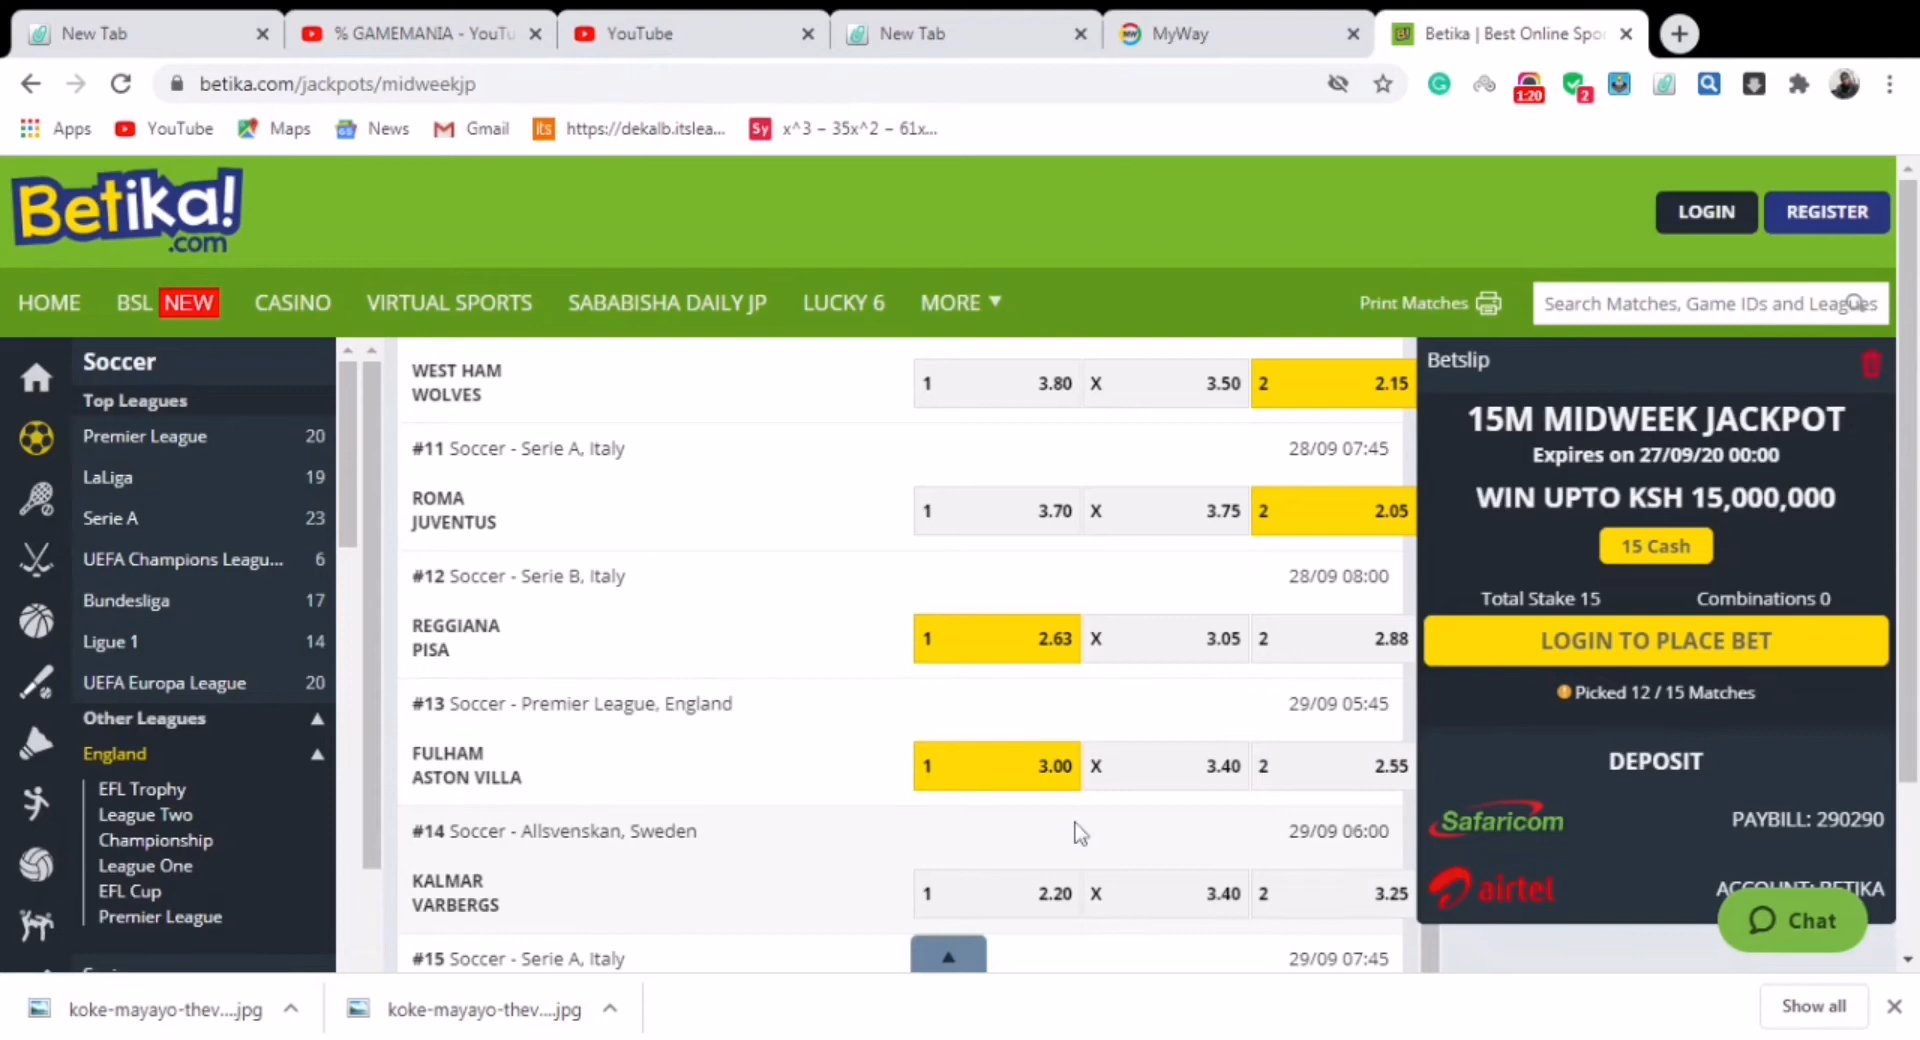 New Tab
% GAMEMANIA - YouTu
YouTube
New Tab
MW MyWay
Betika | Best Online Spor
betika.com/jackpots/midweekjp
1:20
2
Apps
YouTube
Maps
News
Gmail
its https://dekalb.itslea...
Sy x^3 – 35x^2 – 61x...
Betika!
.com
LOGIN
REGISTER
HOME
BSL NEW
CASINO
VIRTUAL SPORTS
SABABISHA DAILY JP
LUCKY 6
MORE
Print Matches
Search Matches, Game IDs and Leagues
Soccer
Top Leagues
Premier League 20
LaLiga 19
Serie A 23
UEFA Champions Leagu... 6
Bundesliga 17
Ligue 1 14
UEFA Europa League 20
Other Leagues
England
EFL Trophy
League Two
Championship
League One
EFL Cup
Premier League
WEST HAM
WOLVES
1 3.80 X 3.50 2 2.15
#11 Soccer - Serie A, Italy 28/09 07:45
ROMA
JUVENTUS
1 3.70 X 3.75 2 2.05
#12 Soccer - Serie B, Italy 28/09 08:00
REGGIANA
PISA
1 2.63 X 3.05 2 2.88
#13 Soccer - Premier League, England 29/09 05:45
FULHAM
ASTON VILLA
1 3.00 X 3.40 2 2.55
#14 Soccer - Allsvenskan, Sweden 29/09 06:00
KALMAR
VARBERGS
1 2.20 X 3.40 2 3.25
#15 Soccer - Serie A, Italy 29/09 07:45
Betslip
15M MIDWEEK JACKPOT
Expires on 27/09/20 00:00
WIN UPTO KSH 15,000,000
15 Cash
Total Stake 15 Combinations 0
LOGIN TO PLACE BET
Picked 12 / 15 Matches
DEPOSIT
Safaricom PAYBILL: 290290
airtel ACCOUNT: BETIKA
Chat
koke-mayayo-thev....jpg
koke-mayayo-thev....jpg
Show all